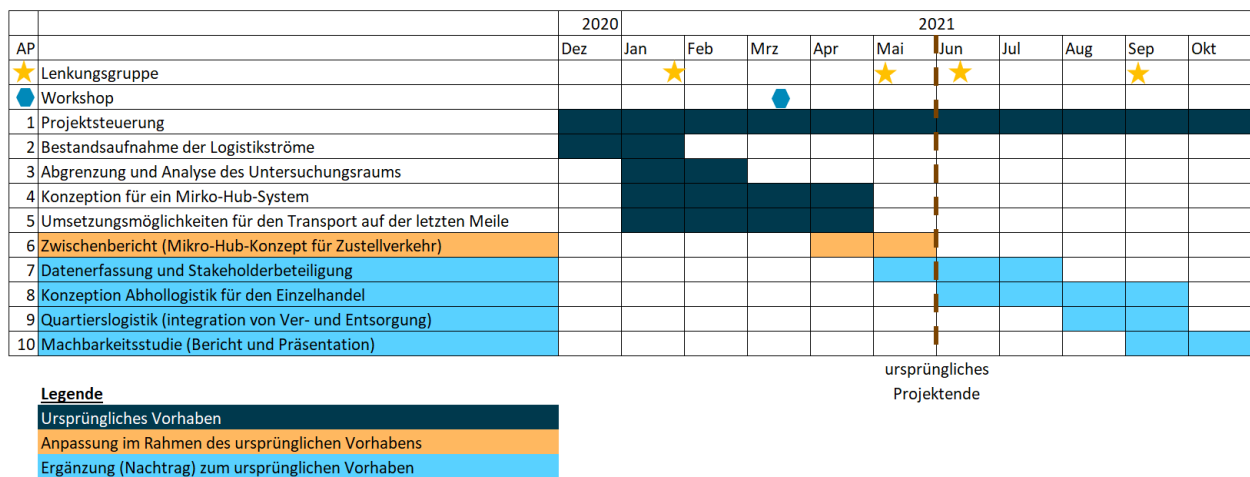 2020 2021
AP Dez Jan Feb Mrz Apr Mai Jun Jul Aug Sep Okt
Lenkungsgruppe
Workshop
1 Projektsteuerung
2 Bestandsaufnahme der Logistikströme
3 Abgrenzung und Analyse des Untersuchungsraums
4 Konzeption für ein Mirko-Hub-System
5 Umsetzungsmöglichkeiten für den Transport auf der letzten Meile
6 Zwischenbericht (Mikro-Hub-Konzept für Zustellverkehr)
7 Datenerfassung und Stakeholderbeteiligung
8 Konzeption Abhollogistik für den Einzelhandel
9 Quartierslogistik (integration von Ver- und Entsorgung)
10 Machbarkeitsstudie (Bericht und Präsentation)
ursprüngliches
Projektende
Legende
Ursprüngliches Vorhaben
Anpassung im Rahmen des ursprünglichen Vorhabens
Ergänzung (Nachtrag) zum ursprünglichen Vorhaben